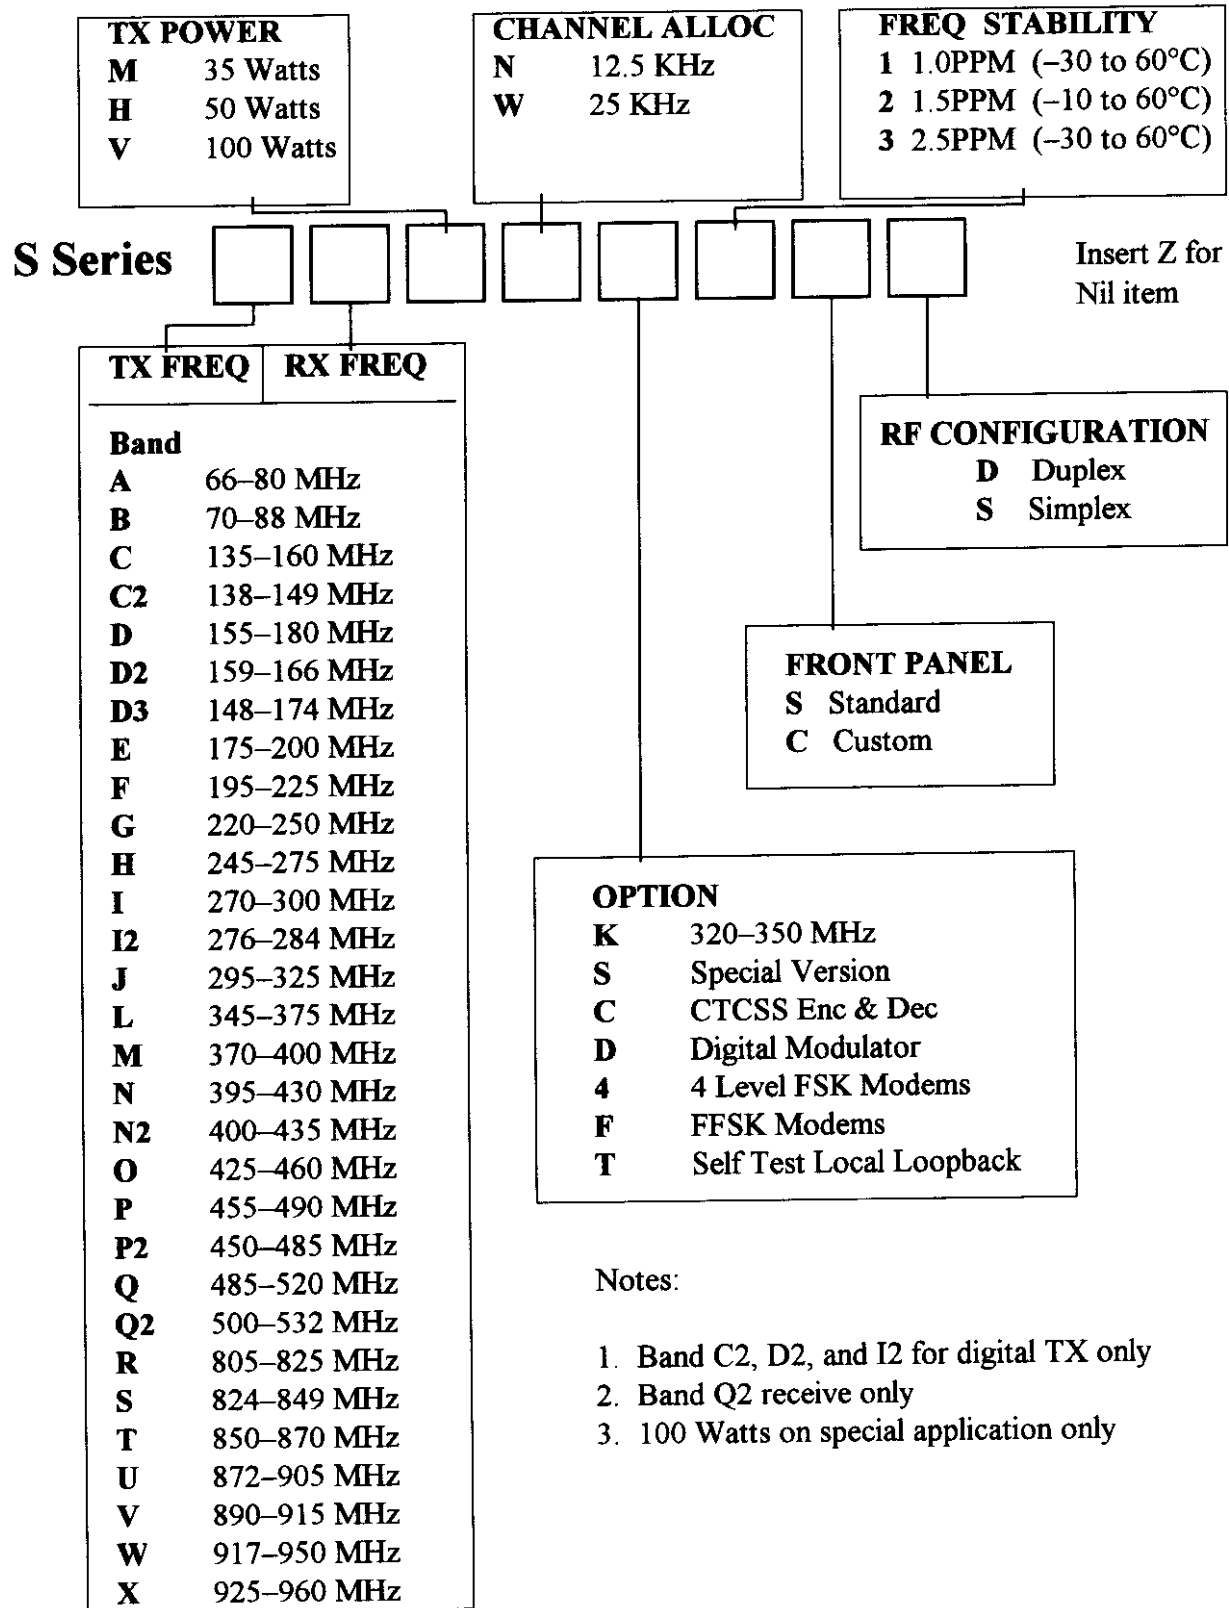 TX POWER
M 35 Watts
H 50 Watts
V 100 Watts
CHANNEL ALLOC
N 12.5 KHz
W 25 KHz
FREQ STABILITY
1 1.0PPM (–30 to 60°C)
2 1.5PPM (–10 to 60°C)
3 2.5PPM (–30 to 60°C)
S Series
Insert Z for
Nil item
TX FREQ RX FREQ
Band
A 66–80 MHz
B 70–88 MHz
C 135–160 MHz
C2 138–149 MHz
D 155–180 MHz
D2 159–166 MHz
D3 148–174 MHz
E 175–200 MHz
F 195–225 MHz
G 220–250 MHz
H 245–275 MHz
I 270–300 MHz
I2 276–284 MHz
J 295–325 MHz
L 345–375 MHz
M 370–400 MHz
N 395–430 MHz
N2 400–435 MHz
O 425–460 MHz
P 455–490 MHz
P2 450–485 MHz
Q 485–520 MHz
Q2 500–532 MHz
R 805–825 MHz
S 824–849 MHz
T 850–870 MHz
U 872–905 MHz
V 890–915 MHz
W 917–950 MHz
X 925–960 MHz
RF CONFIGURATION
D Duplex
S Simplex
FRONT PANEL
S Standard
C Custom
OPTION
K 320–350 MHz
S Special Version
C CTCSS Enc & Dec
D Digital Modulator
4 4 Level FSK Modems
F FFSK Modems
T Self Test Local Loopback
Notes:
1. Band C2, D2, and I2 for digital TX only
2. Band Q2 receive only
3. 100 Watts on special application only